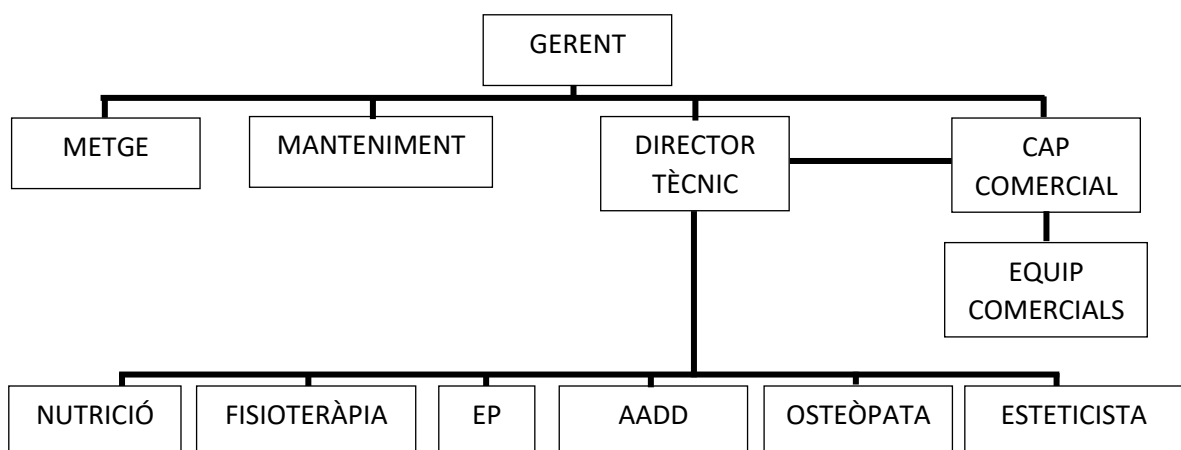 GERENT
METGE
MANTENIMENT
DIRECTOR
TÈCNIC
CAP
COMERCIAL
EQUIP
COMERCIALS
NUTRICIÓ
FISIOTERÀPIA
EP
AADD
OSTEÒPATA
ESTETICISTA